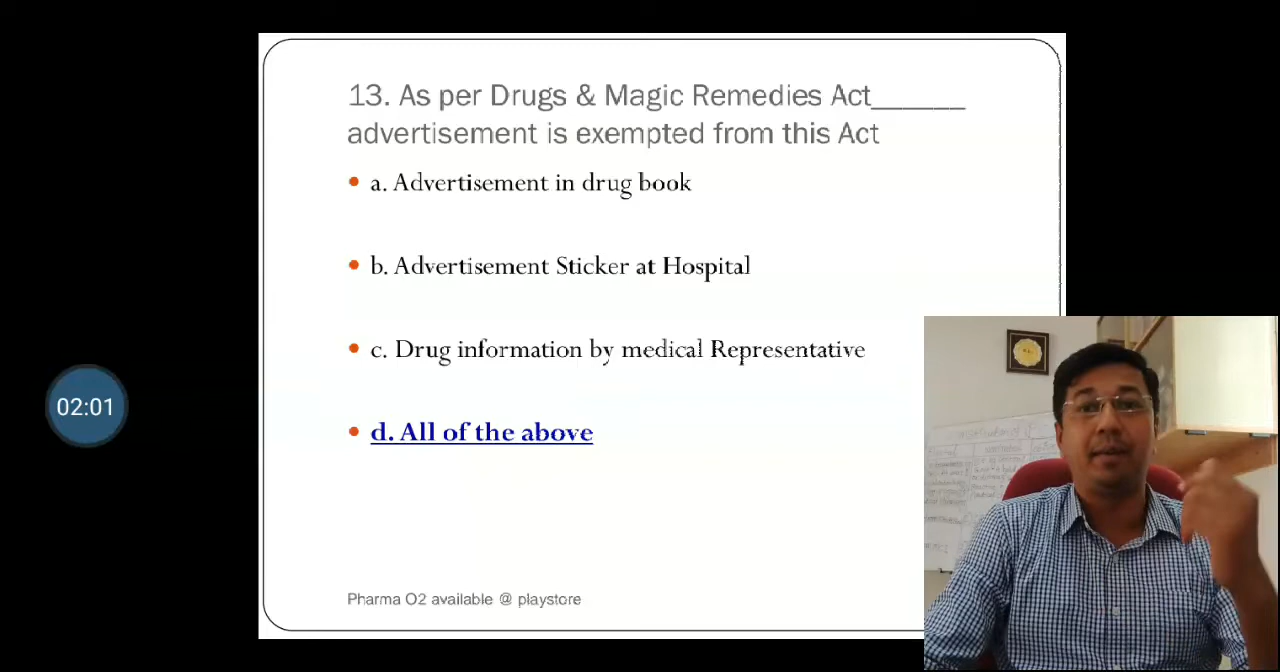 13. As per Drugs & Magic Remedies Act______
advertisement is exempted from this Act
• a. Advertisement in drug book
• b. Advertisement Sticker at Hospital
• c. Drug information by medical Representative
• d. All of the above
02:01
Pharma O2 available @ playstore